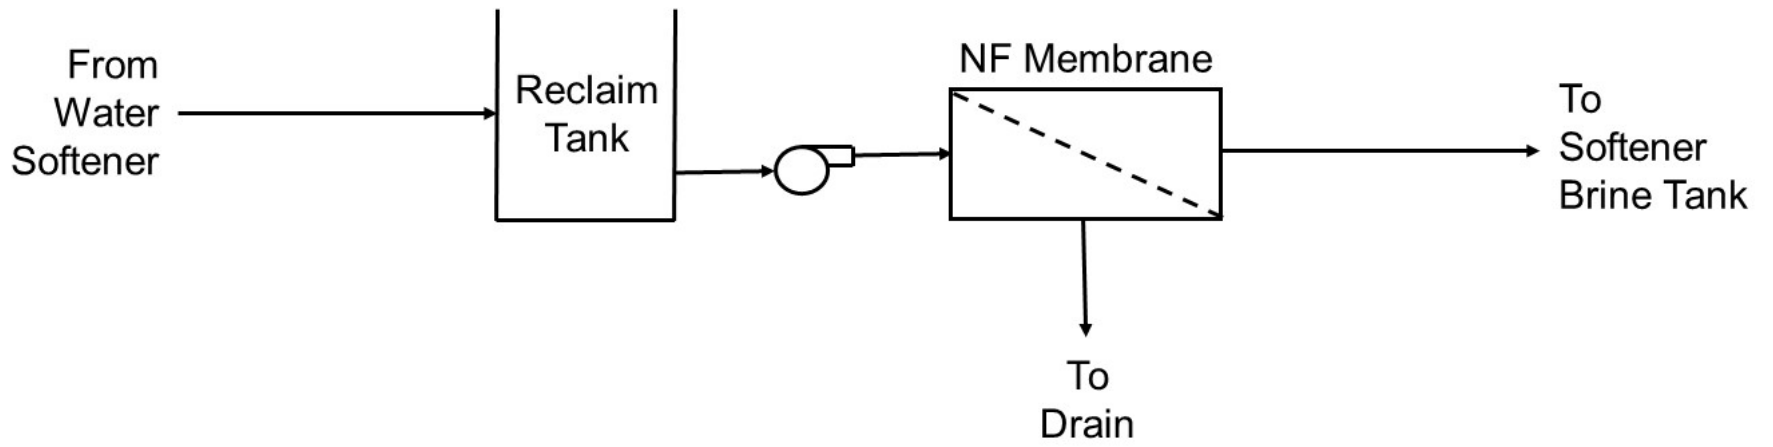 From
Water
Softener
Reclaim
Tank
NF Membrane
To
Softener
Brine Tank
To
Drain